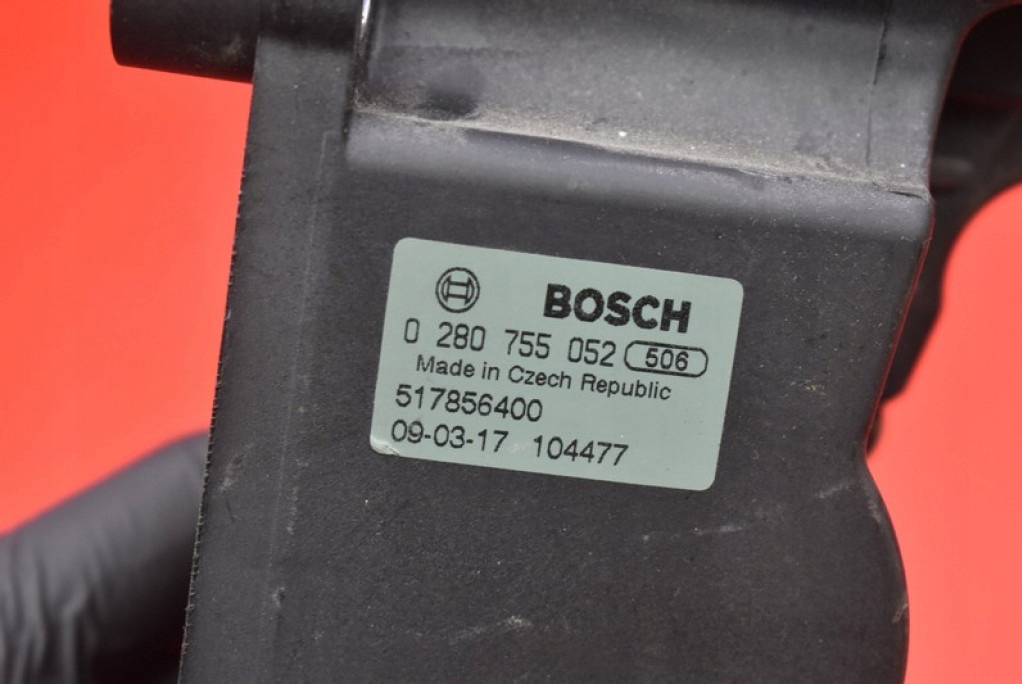 BOSCH
0 280 755 052 506
Made in Czech Republic
517856400
09-03-17 104477